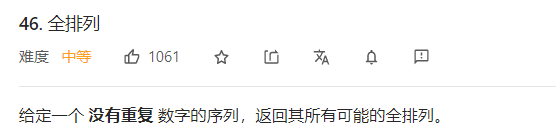 46. 全排列
难度 中等 1061
给定一个 没有重复 数字的序列，返回其所有可能的全排列。